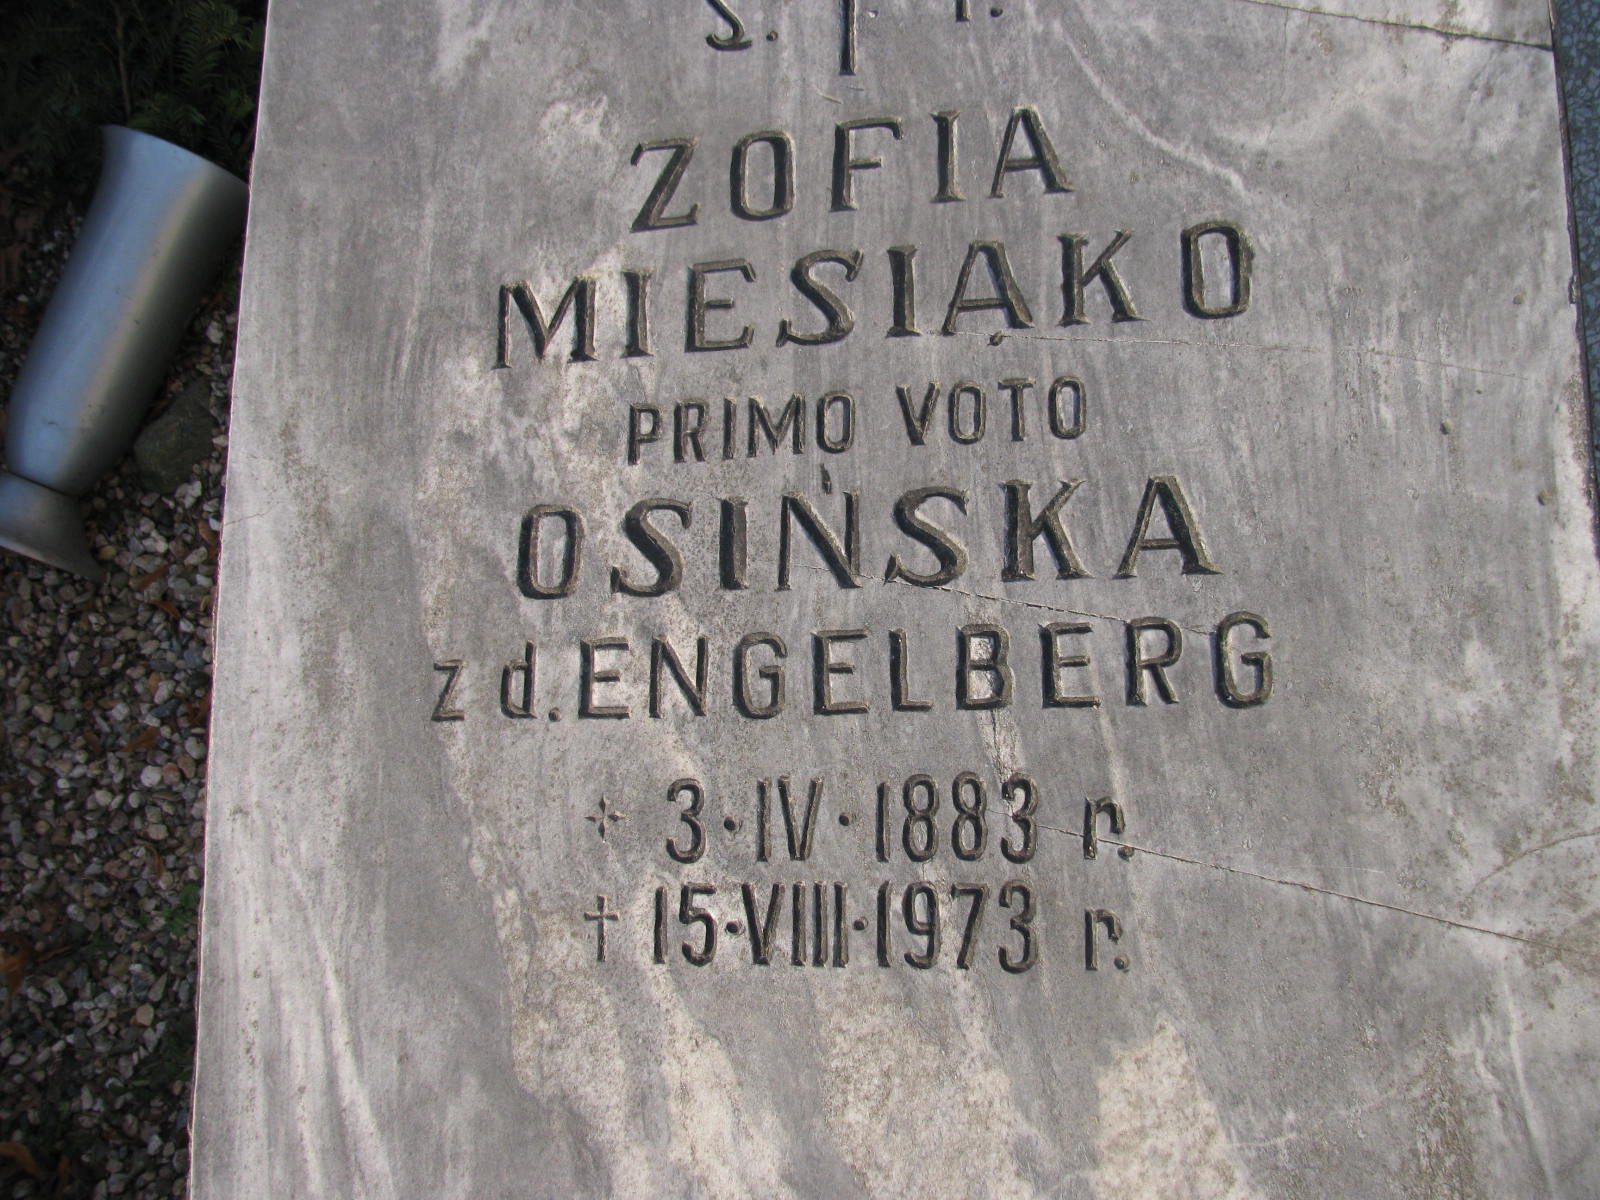 Ś. † P.
ZOFIA
MIESIĄKO
PRIMO VOTO
OSIŃSKA
z d. ENGELBERG
3·IV·1883 r.
† 15·VIII·1973 r.